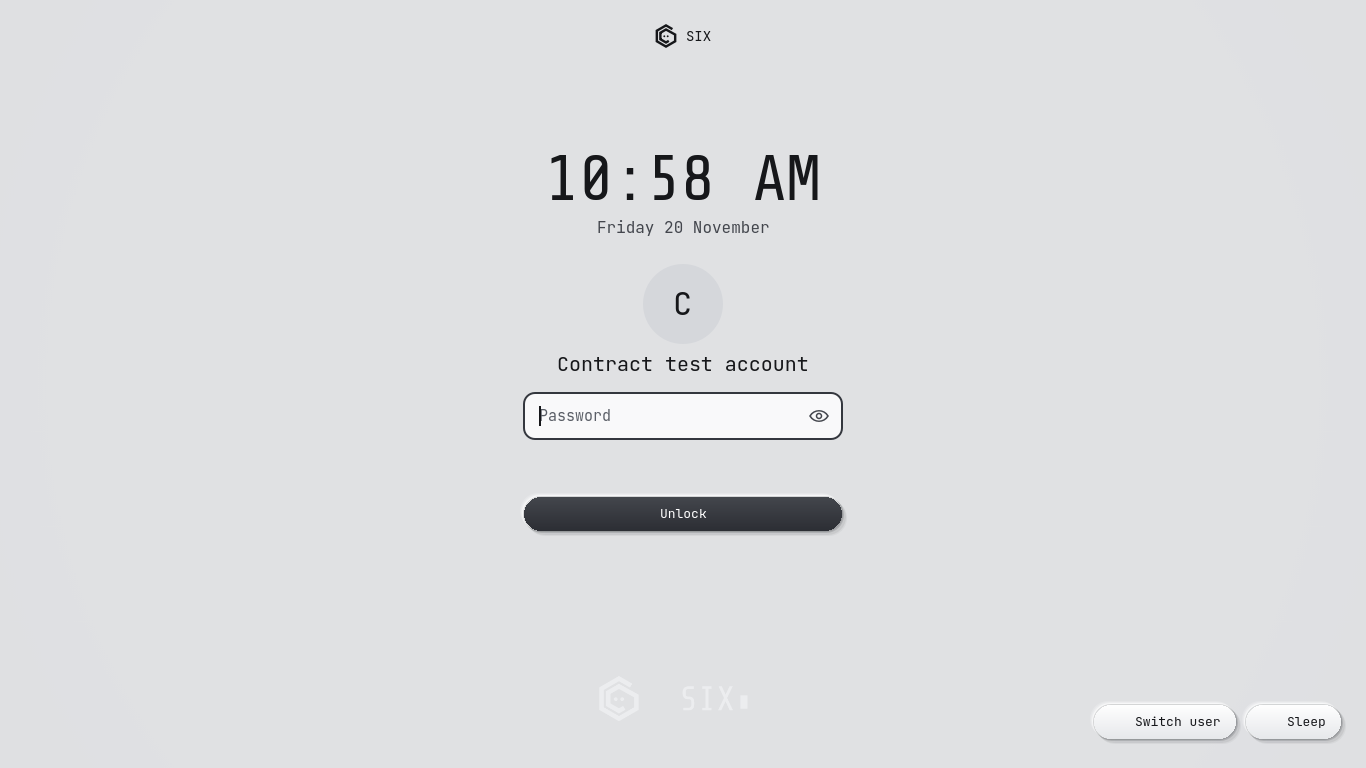 SIX
10:58 AM
Friday 20 November
C
Contract test account
Password
Unlock
SIX
Switch user
Sleep